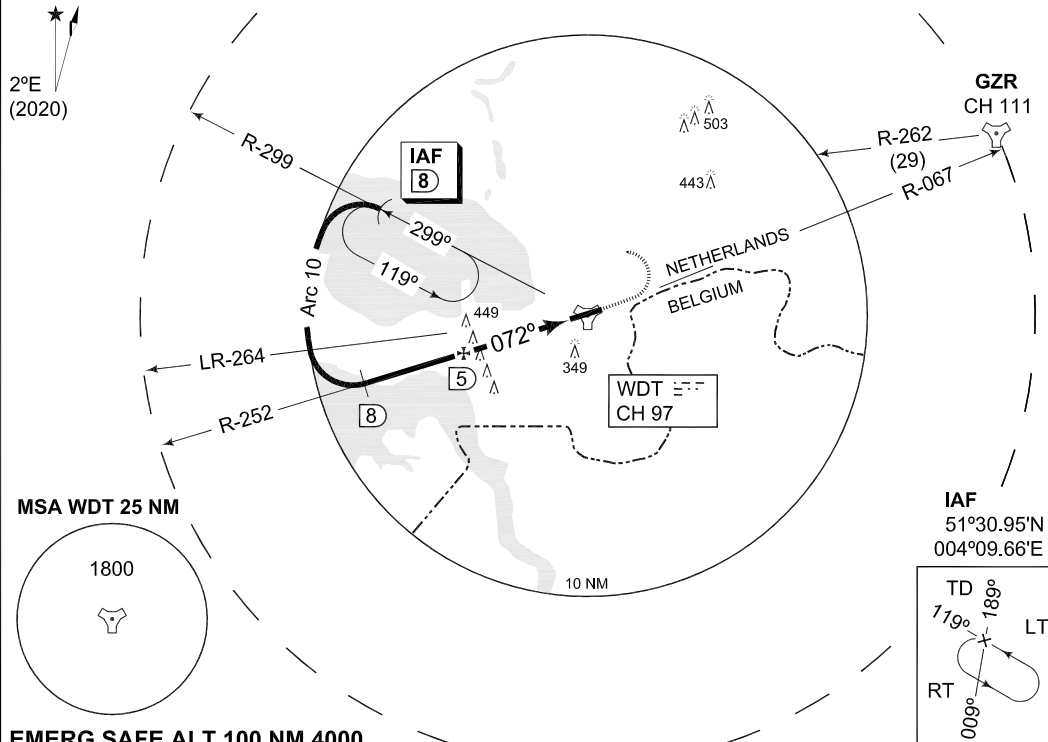 2ºE
(2020)
R-299
IAF
8
299º
119º
Arc 10
LR-264
R-252
8
5
072º
449
349
503
443
GZR
CH 111
R-262
(29)
R-067
NETHERLANDS
BELGIUM
WDT
CH 97
10 NM
MSA WDT 25 NM
1800
EMERG SAFE ALT 100 NM 4000
IAF
51º30.95'N
004º09.66'E
TD
119º
189º
LT
RT
009º